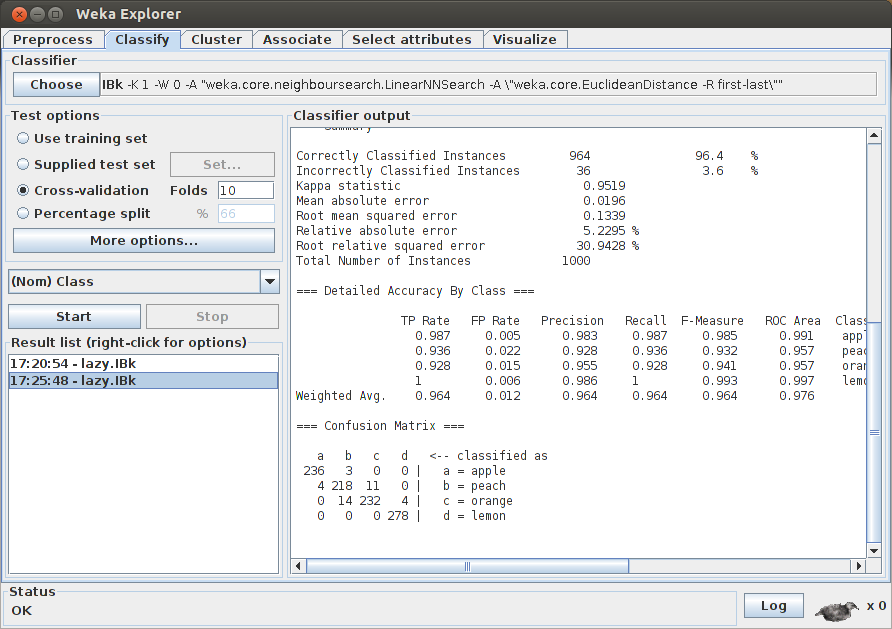 Weka Explorer
Preprocess Classify Cluster Associate Select attributes Visualize
Classifier
Choose IBk -K 1 -W 0 -A "weka.core.neighboursearch.LinearNNSearch -A \"weka.core.EuclideanDistance -R first-last\""
Test options
Use training set
Supplied test set Set...
Cross-validation Folds 10
Percentage split % 66
More options...
(Nom) Class
Start Stop
Result list (right-click for options)
17:20:54 - lazy.IBk
17:25:48 - lazy.IBk
Classifier output
Summary
Correctly Classified Instances 964 96.4 %
Incorrectly Classified Instances 36 3.6 %
Kappa statistic 0.9519
Mean absolute error 0.0196
Root mean squared error 0.1339
Relative absolute error 5.2295 %
Root relative squared error 30.9428 %
Total Number of Instances 1000
=== Detailed Accuracy By Class ===
TP Rate FP Rate Precision Recall F-Measure ROC Area Clas
0.987 0.005 0.983 0.987 0.985 0.991 app
0.936 0.022 0.928 0.936 0.932 0.957 pea
0.928 0.015 0.955 0.928 0.941 0.957 ora
1 0.006 0.986 1 0.993 0.997 lem
Weighted Avg. 0.964 0.012 0.964 0.964 0.964 0.976
=== Confusion Matrix ===
a b c d <-- classified as
236 3 0 0 | a = apple
4 218 11 0 | b = peach
0 14 232 4 | c = orange
0 0 0 278 | d = lemon
Status
OK
Log x 0